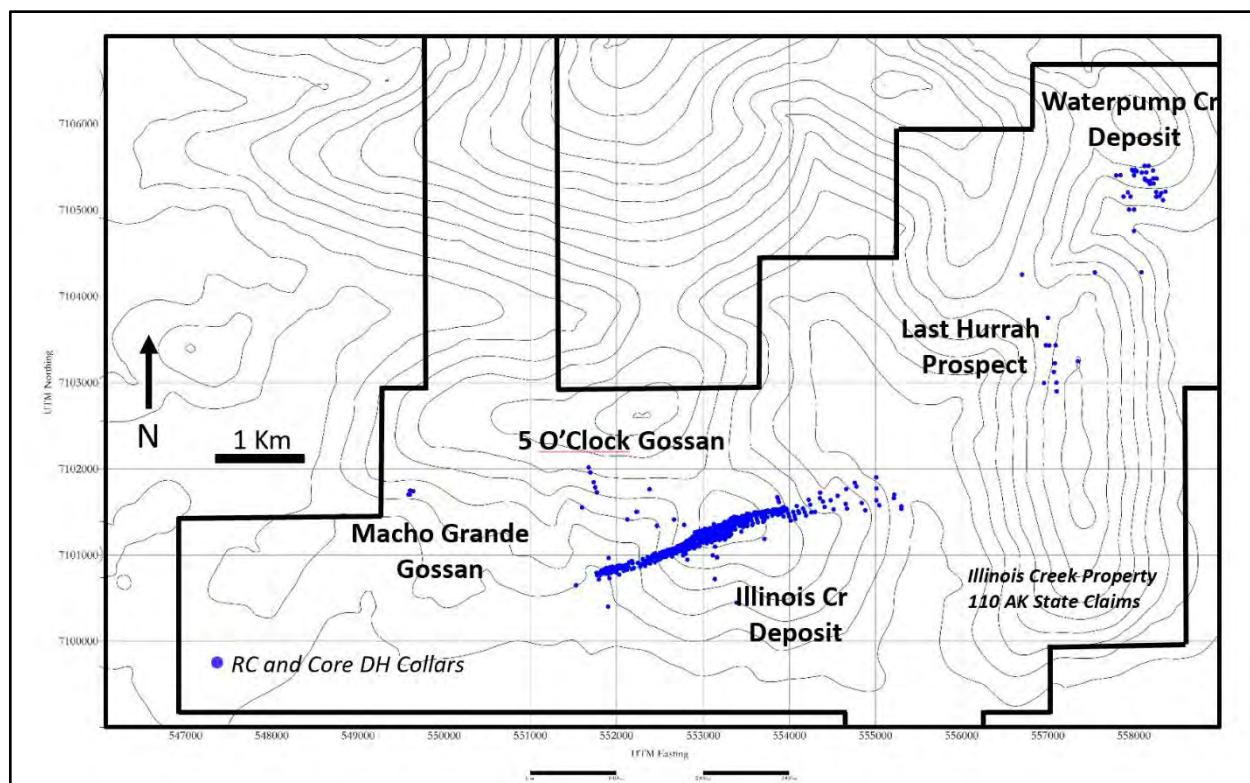 Waterpump Cr
Deposit
7106000
7105000
7104000
Last Hurrah
Prospect
7103000
UTM Northing
N
1 Km
5 O'Clock Gossan
7102000
Macho Grande
Gossan
7101000
Illinois Cr
Deposit
Illinois Creek Property
110 AK State Claims
7100000
RC and Core DH Collars
547000 548000 549000 550000 551000 552000 553000 554000 555000 556000 557000 558000
UTM Easting